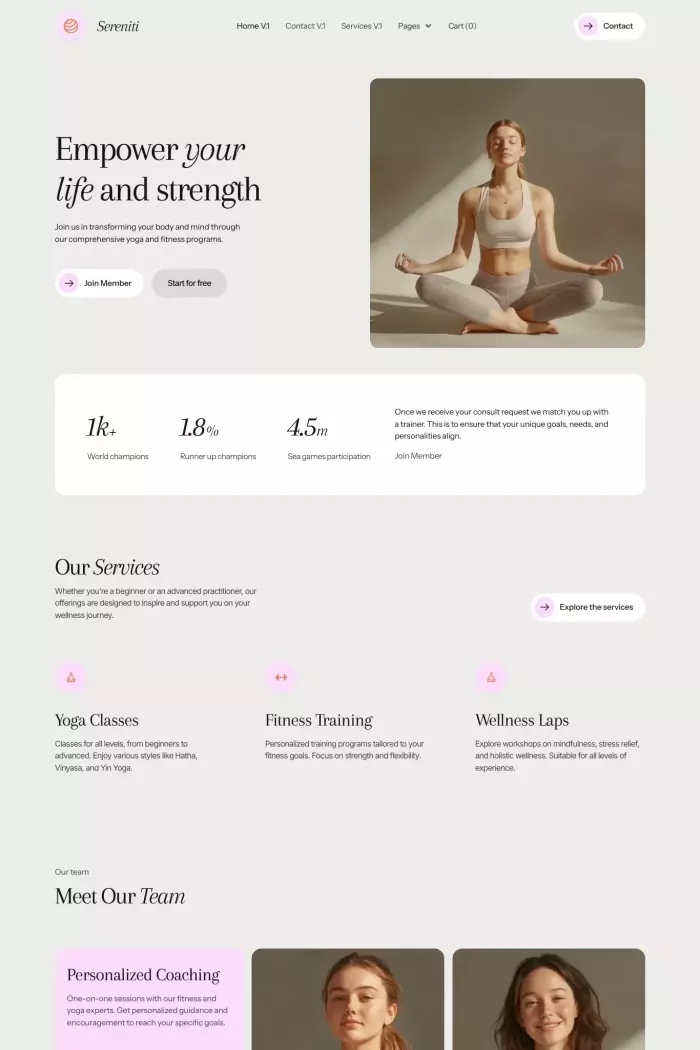 Sereniti
Home V.1 Contact V.1 Services V.1 Pages Cart (0)
Contact
Empower your
life and strength
Join us in transforming your body and mind through
our comprehensive yoga and fitness programs.
Join Member
Start for free
1k+
World champions
1.8%
Runner up champions
4.5m
Sea games participation
Once we receive your consult request we match you up with
a trainer. This is to ensure that your unique goals, needs, and
personalities align.
Join Member
Our Services
Whether you're a beginner or an advanced practitioner, our
offerings are designed to inspire and support you on your
wellness journey.
Explore the services
Yoga Classes
Classes for all levels, from beginners to
advanced. Enjoy various styles like Hatha,
Vinyasa, and Yin Yoga.
Fitness Training
Personalized training programs tailored to your
fitness goals. Focus on strength and flexibility.
Wellness Laps
Explore workshops on mindfulness, stress relief,
and holistic wellness. Suitable for all levels of
experience.
Our team
Meet Our Team
Personalized Coaching
One-on-one sessions with our fitness and
yoga experts. Get personalized guidance and
encouragement to reach your specific goals.